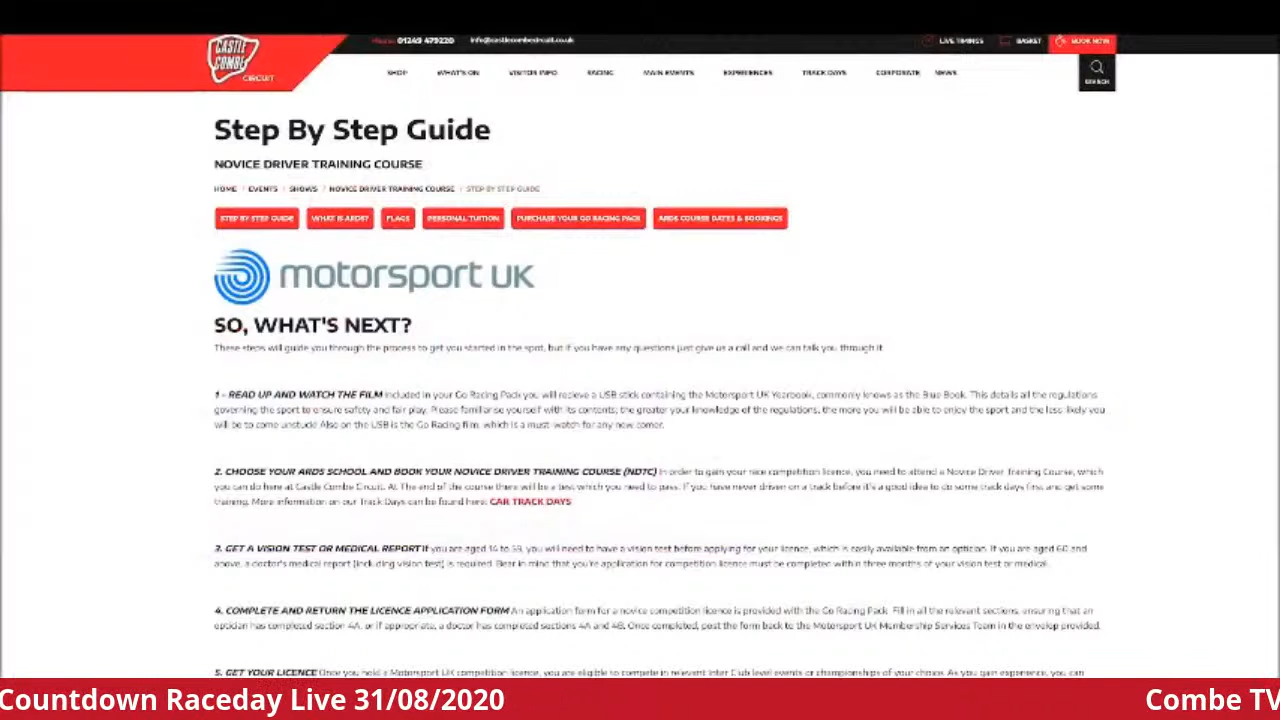 CASTLE
COMBE
CIRCUIT
01249 479220 info@castlecombecircuit.co.uk LIVE TIMINGS BASKET BOOK NOW
SHOP WHAT'S ON VISITOR INFO RACING MAIN EVENTS EXPERIENCES TRACK DAYS CORPORATE NEWS
SEARCH
Step By Step Guide
NOVICE DRIVER TRAINING COURSE
HOME / EVENTS / SHOWS / NOVICE DRIVER TRAINING COURSE / STEP BY STEP GUIDE
STEP BY STEP GUIDE WHAT IS ARDS? FLAGS PERSONAL TUITION PURCHASE YOUR GO RACING PACK ARDS COURSE DATES & BOOKINGS
motorsport UK
SO, WHAT'S NEXT?
These steps will guide you through the process to get you started in the spot, but if you have any questions just give us a call and we can talk you through it
1 - READ UP AND WATCH THE FILM Included in your Go Racing Pack you will recieve a USB stick containing the Motorsport UK Yearbook, commonly known as the Blue Book. This details all the regulations
governing the sport to ensure safety and fair play. Please familiarise yourself with its contents; the greater your knowledge of the regulations, the more you will be able to enjoy the sport and the less likely you
will be to come unstuck! Also on the USB is the Go Racing film, which is a must-watch for any new comer.
2. CHOOSE YOUR ARDS SCHOOL AND BOOK YOUR NOVICE DRIVER TRAINING COURSE (NDTC) In order to gain your race competition licence, you need to attend a Novice Driver Training Course, which
you can do here at Castle Combe Circuit. At The end of the course there will be a test which you need to pass. If you have never driven on a track before it's a good idea to do some track days first and get some
training. More information on our Track Days can be found here: CAR TRACK DAYS
3. GET A VISION TEST OR MEDICAL REPORT If you are aged 14 to 59, you will need to have a vision test before applying for your licence, which is easily available from an optician. If you are aged 60 and
above, a doctor's medical report (including vision test) is required. Bear in mind that you're application for competition licence must be completed within three months of your vision test or medical.
4. COMPLETE AND RETURN THE LICENCE APPLICATION FORM An application form for a novice competition licence is provided with the Go Racing Pack. Fill in all the relevant sections, ensuring that an
optician has completed section 4A, or if appropriate, a doctor has completed sections 4A and 4B. Once completed, post the form back to the Motorsport UK Membership Services Team in the envelop provided.
5. GET YOUR LICENCE Once you hold a Motorsport UK competition licence, you are eligible to compete in relevant Inter Club level events or championships of your choice. As you gain experience, you can
Countdown Raceday Live 31/08/2020 Combe TV